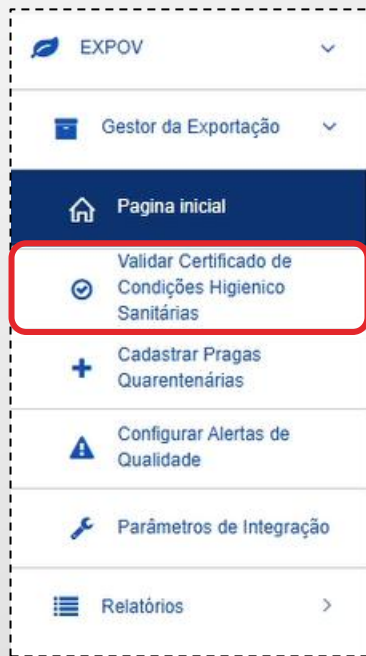 EXPOV
Gestor da Exportação
Pagina inicial
Validar Certificado de
Condições Higienico
Sanitárias
Cadastrar Pragas
Quarentenárias
Configurar Alertas de
Qualidade
Parâmetros de Integração
Relatórios